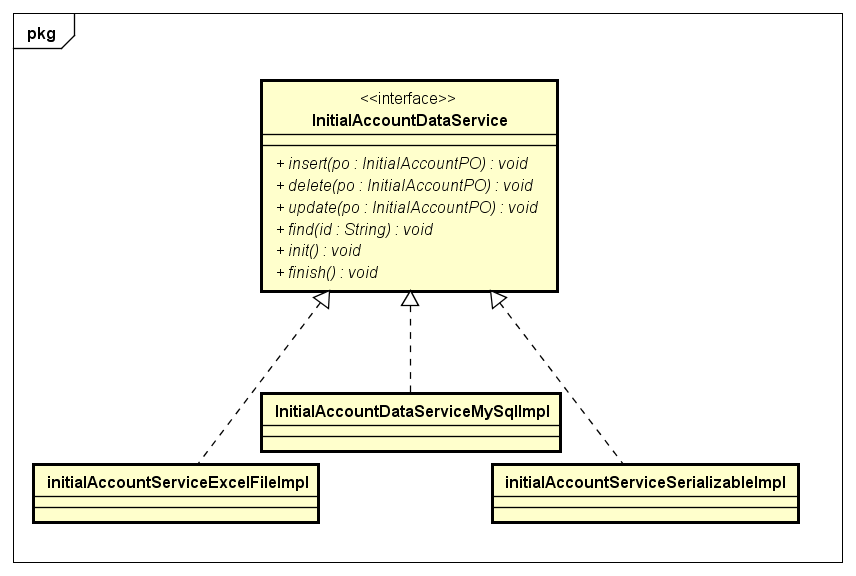 pkg
<<interface>>
InitialAccountDataService
+ insert(po : InitialAccountPO) : void
+ delete(po : InitialAccountPO) : void
+ update(po : InitialAccountPO) : void
+ find(id : String) : void
+ init() : void
+ finish() : void
InitialAccountDataServiceMySqlImpl
initialAccountServiceExcelFileImpl
initialAccountServiceSerializableImpl